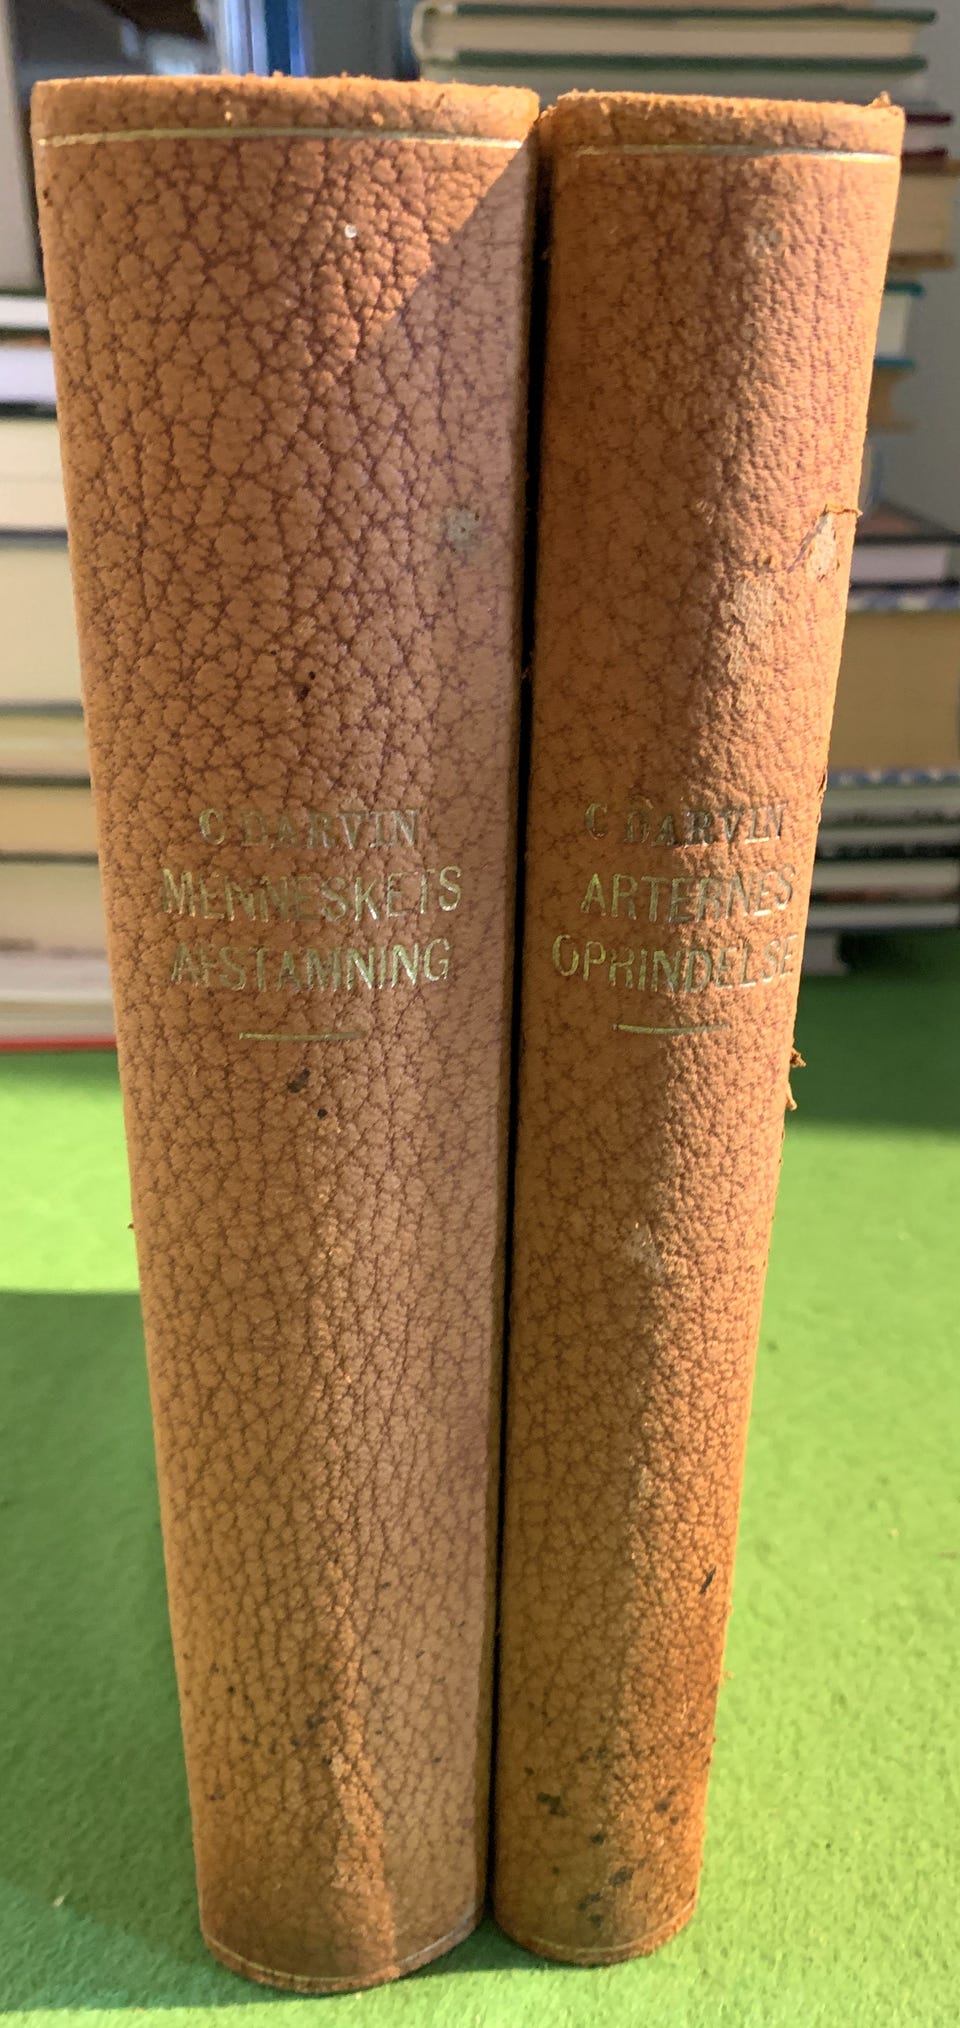 C DARVIN
MENNESKETS
AFSTAMNING
C DARVIN
ARTERNES
OPRINDELSE